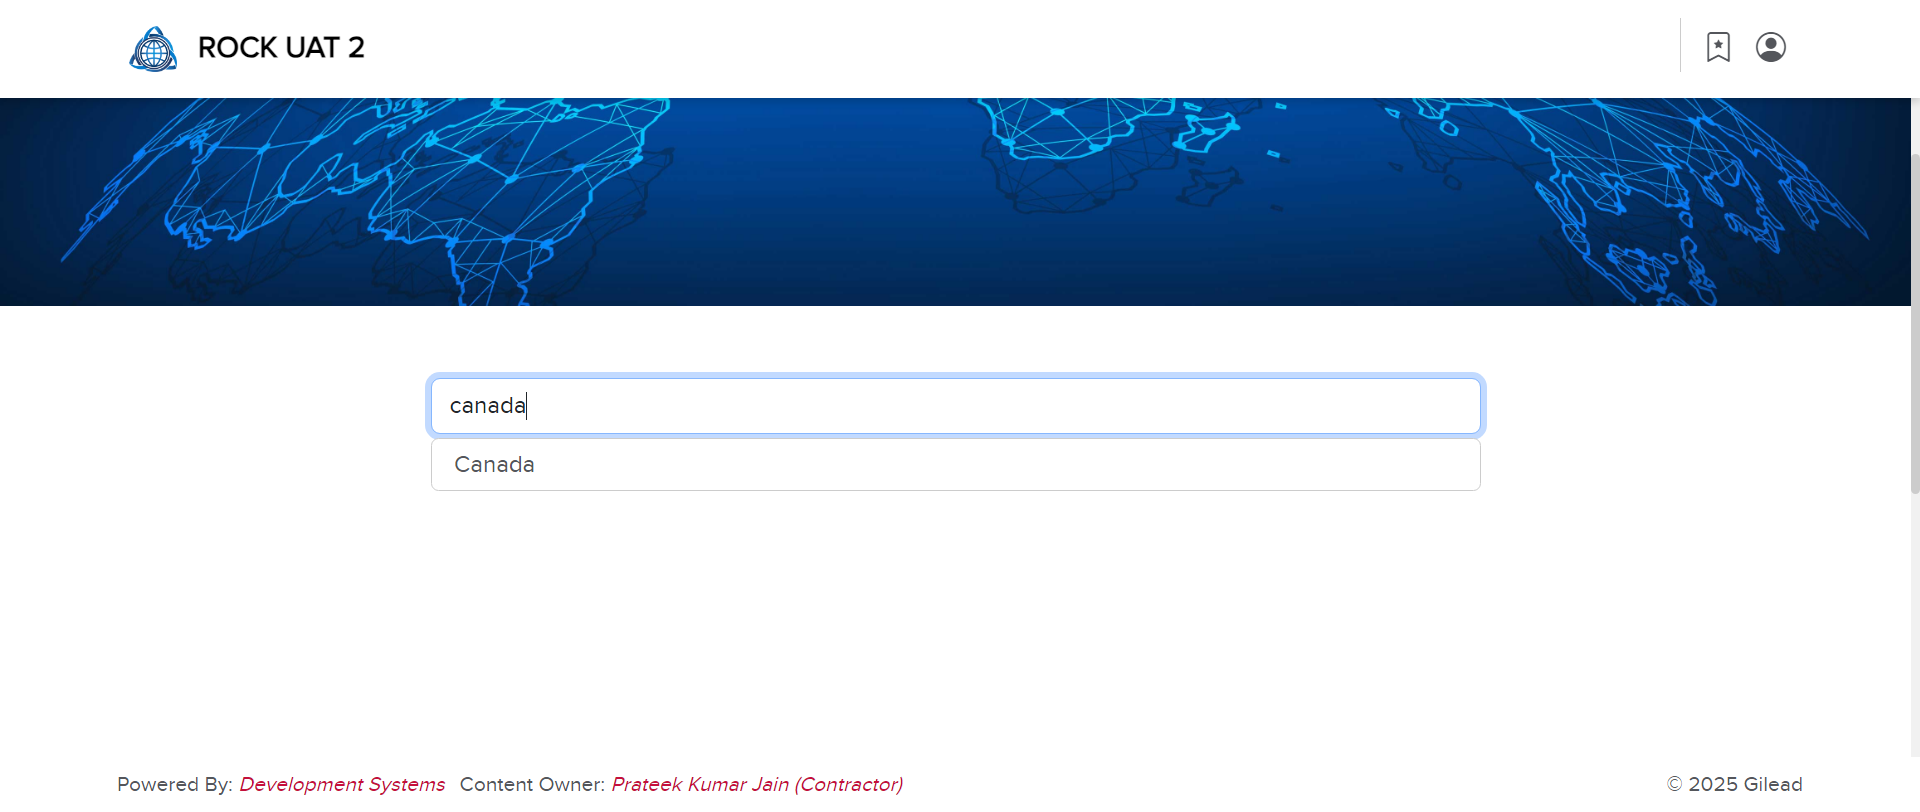 ROCK UAT 2
canada
Canada
Powered By: Development Systems Content Owner: Prateek Kumar Jain (Contractor)
© 2025 Gilead